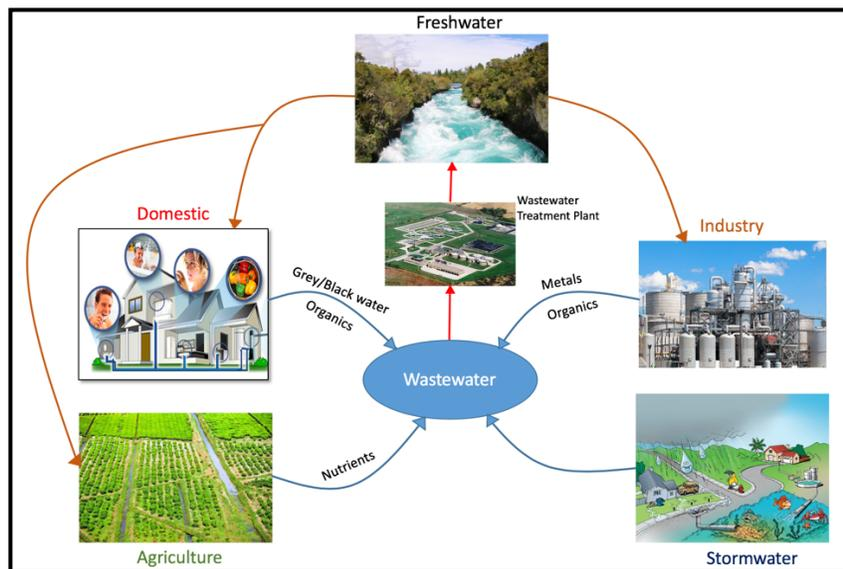 Freshwater
Wastewater
Treatment Plant
Domestic
Industry
Grey/Black water
Organics
Metals
Organics
Wastewater
Nutrients
Agriculture
Stormwater